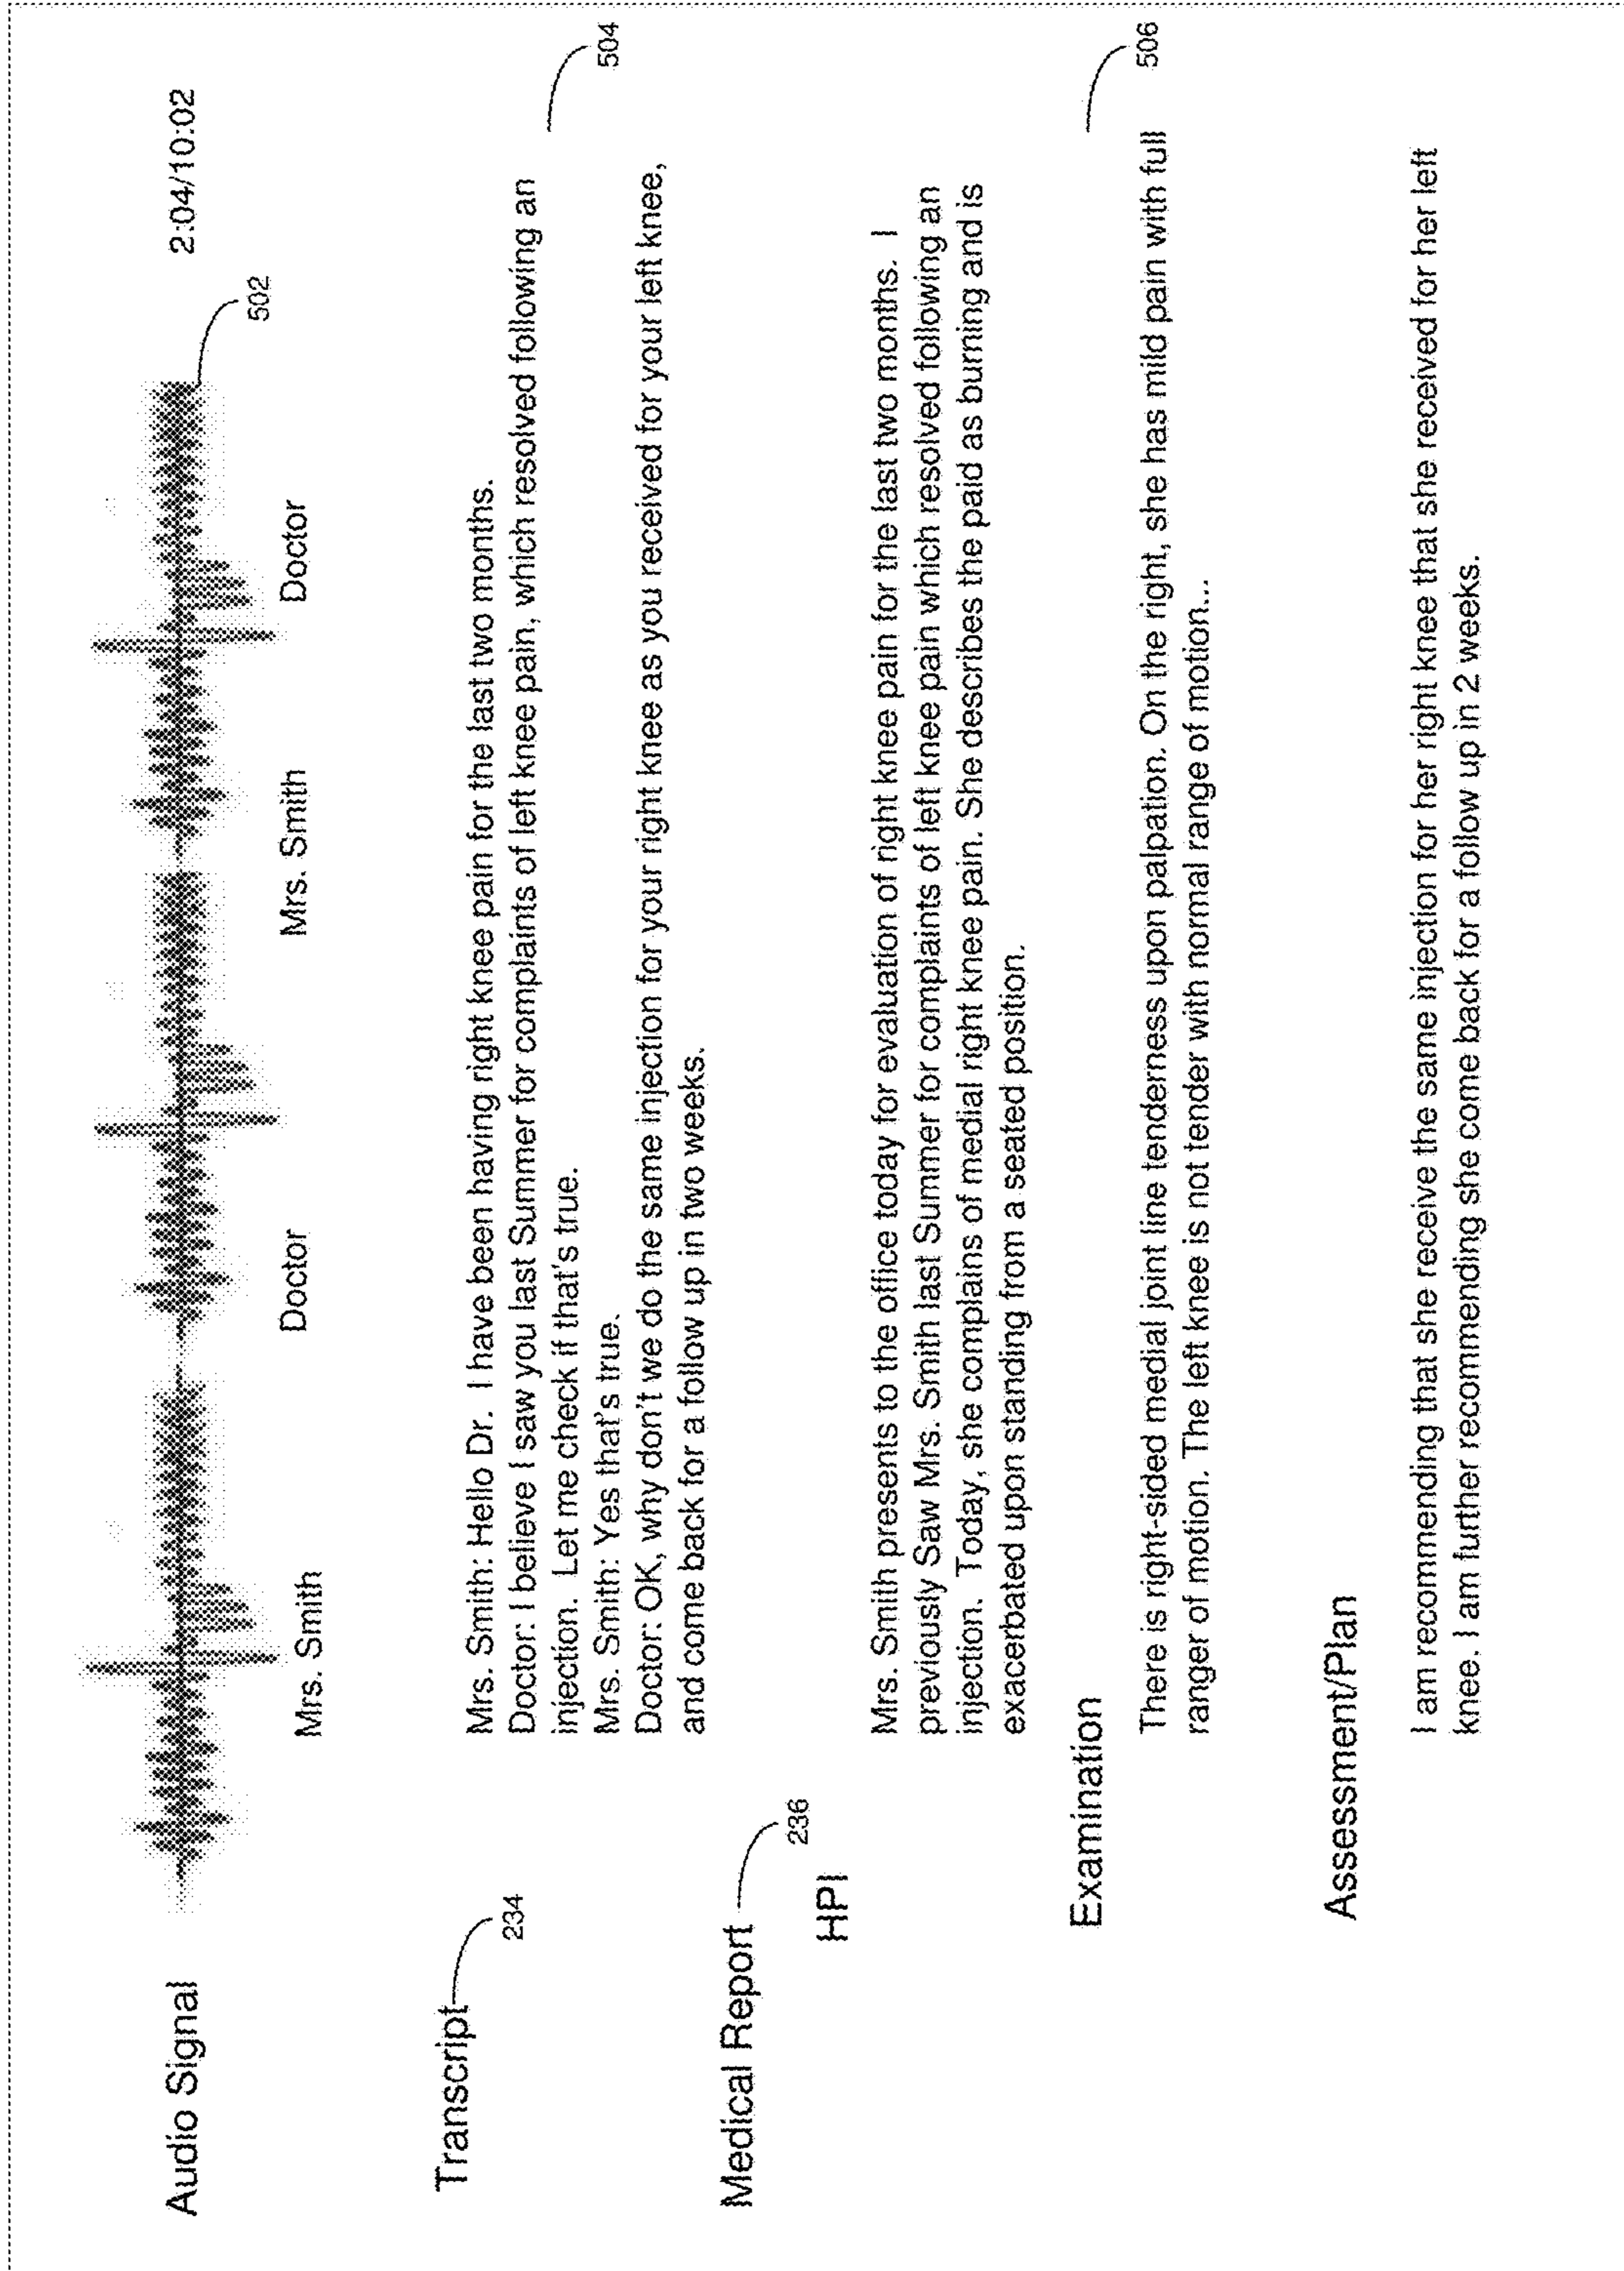 Audio Signal
2:04/10:02
502
Mrs. Smith
Doctor
Mrs. Smith
Doctor
Transcript
234
Mrs. Smith: Hello Dr. I have been having right knee pain for the last two months.
Doctor: I believe I saw you last Summer for complaints of left knee pain, which resolved following an
injection. Let me check if that's true.
Mrs. Smith: Yes that's true.
Doctor: OK, why don't we do the same injection for your right knee as you received for your left knee,
and come back for a follow up in two weeks.
504
Medical Report
236
HPI
Mrs. Smith presents to the office today for evaluation of right knee pain for the last two months. I
previously Saw Mrs. Smith last Summer for complaints of left knee pain which resolved following an
injection. Today, she complains of medial right knee pain. She describes the paid as burning and is
exacerbated upon standing from a seated position.
Examination
506
There is right-sided medial joint line tenderness upon palpation. On the right, she has mild pain with full
ranger of motion. The left knee is not tender with normal range of motion...
Assessment/Plan
I am recommending that she receive the same injection for her right knee that she received for her left
knee. I am further recommending she come back for a follow up in 2 weeks.